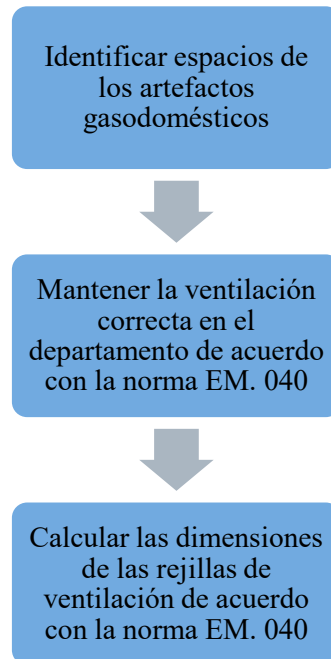 Identificar espacios de
los artefactos
gasodomésticos
Mantener la ventilación
correcta en el
departamento de acuerdo
con la norma EM. 040
Calcular las dimensiones
de las rejillas de
ventilación de acuerdo
con la norma EM. 040